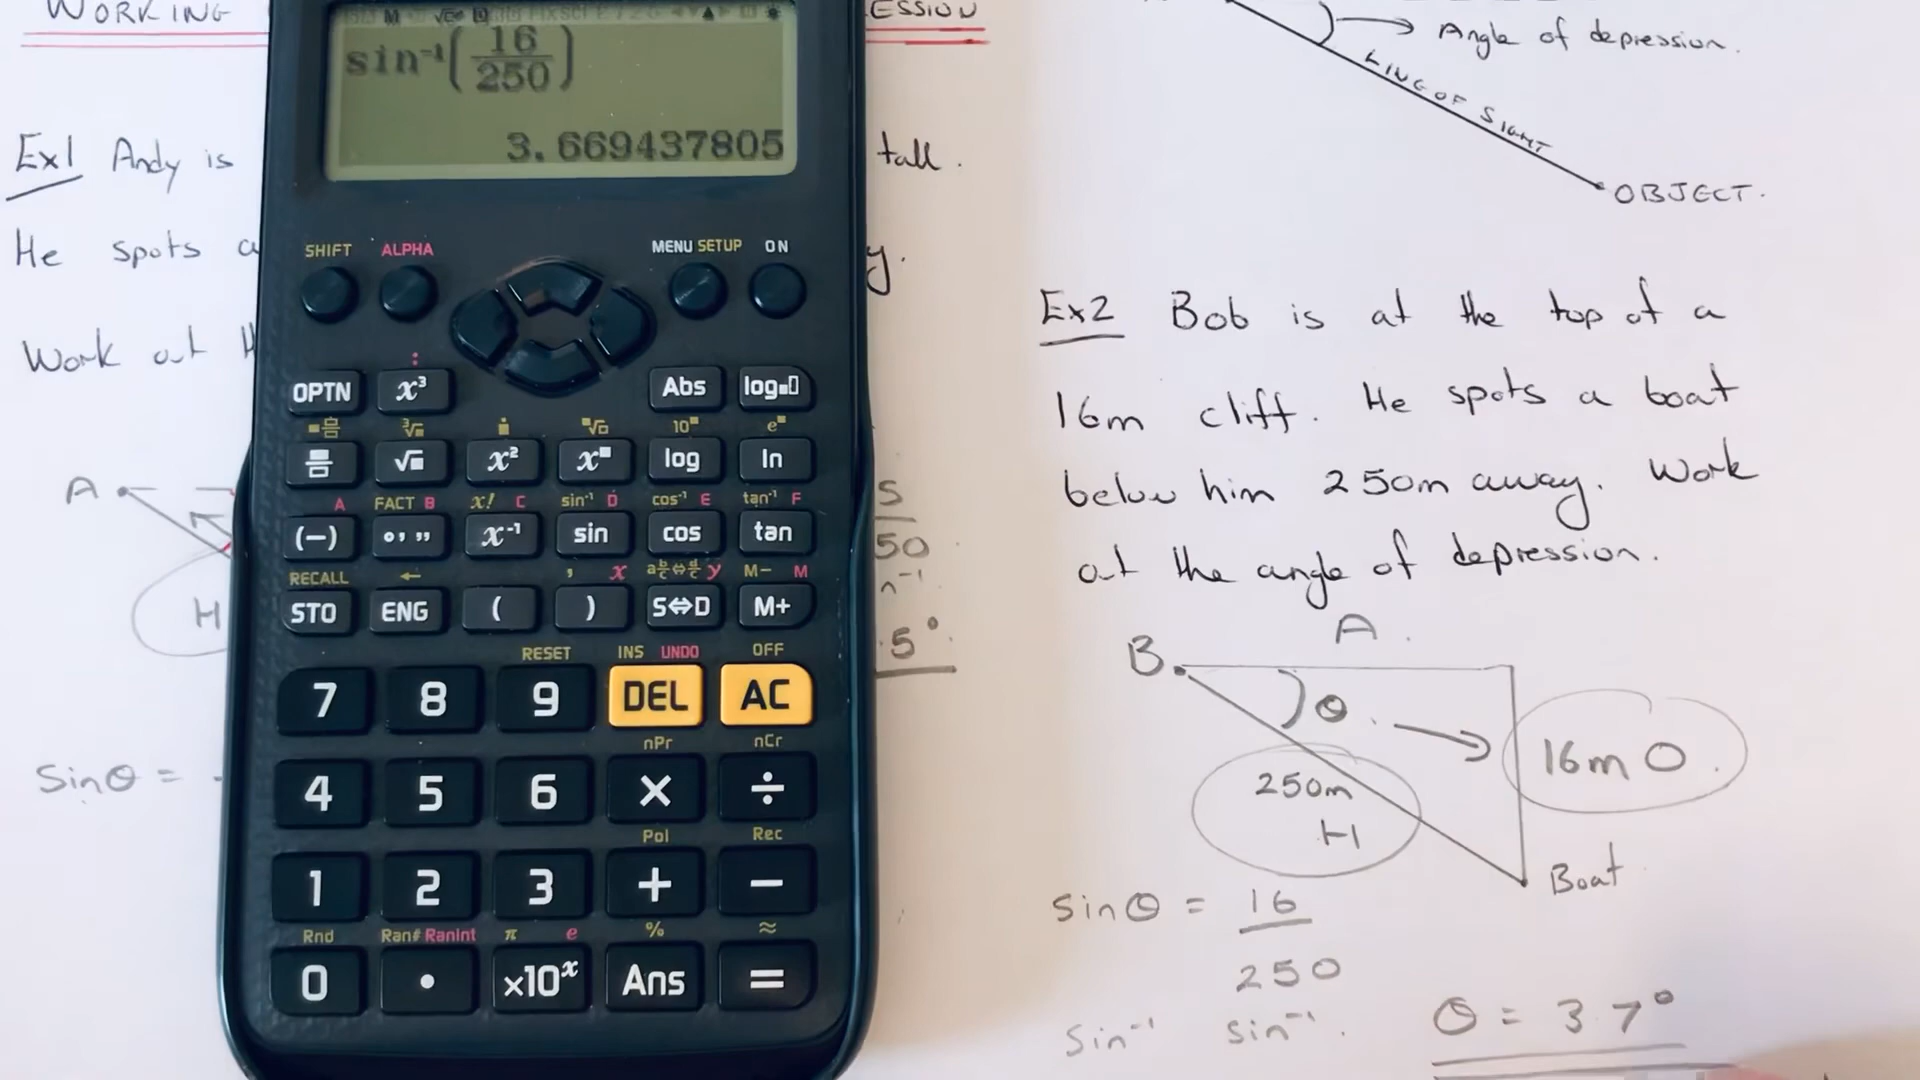 WORKING
ESSION
Ex1 Andy is
tall.
He spots a
y.
Work out
A
H
S
50
5°.
Sinθ =
sin⁻¹(16/250)
3.669437805
SHIFT ALPHA MENU SETUP ON
OPTN x³ Abs log
√ 10 e
x² x log ln
A FACT B x! C sin⁻¹ D cos⁻¹ E tan⁻¹ F
(−) ° ’ ” x⁻¹ sin cos tan
RECALL ← , x a b/c⇔d/c y M− M
STO ENG ( ) S⇔D M+
RESET INS UNDO OFF
7 8 9 DEL AC
nPr nCr
4 5 6 × ÷
Pol Rec
1 2 3 + −
Rnd Ran# RanInt π e % ≈
0 • ×10ˣ Ans =
Angle of depression.
LINE OF SIGHT
OBJECT.
Ex2 Bob is at the top of a
16m cliff. He spots a boat
below him 250m away. Work
out the angle of depression.
A.
B.
θ.
16m O.
250m
H
Boat
sinθ = 16
250
Sin⁻¹ sin⁻¹.
θ = 3.7°